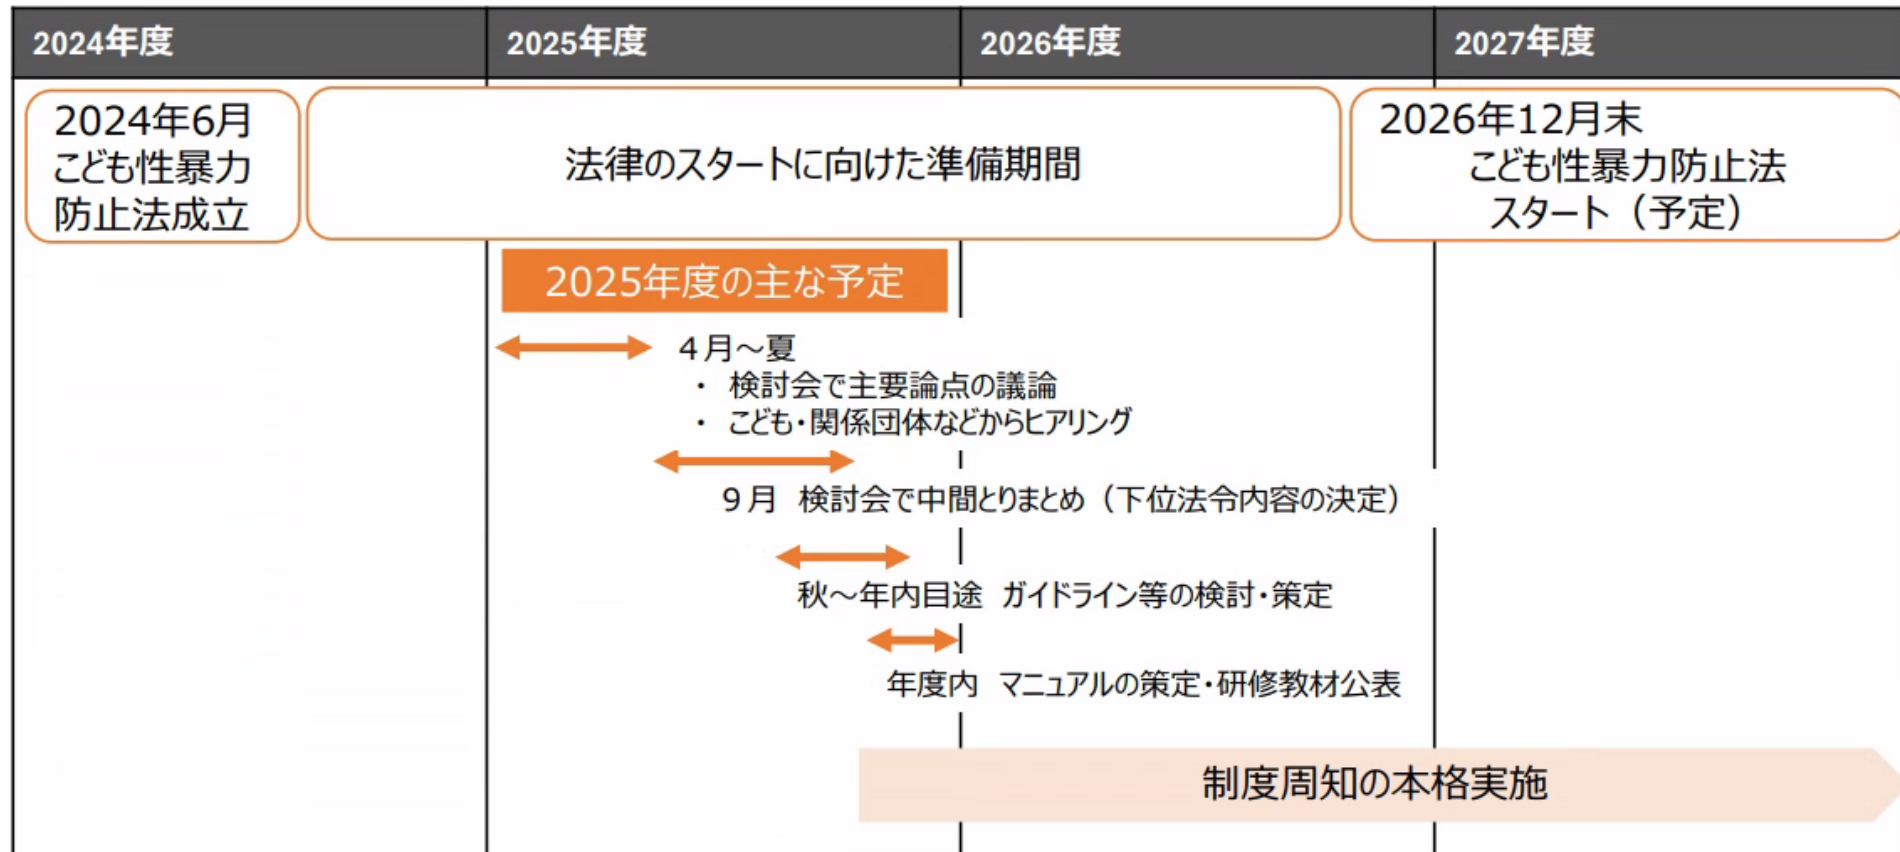 2024年度
2025年度
2026年度
2027年度
2024年6月
こども性暴力
防止法成立
法律のスタートに向けた準備期間
2026年12月末
こども性暴力防止法
スタート（予定）
2025年度の主な予定
４月～夏
・ 検討会で主要論点の議論
・ こども・関係団体などからヒアリング
９月 検討会で中間とりまとめ（下位法令内容の決定）
秋～年内目途 ガイドライン等の検討・策定
年度内 マニュアルの策定・研修教材公表
制度周知の本格実施